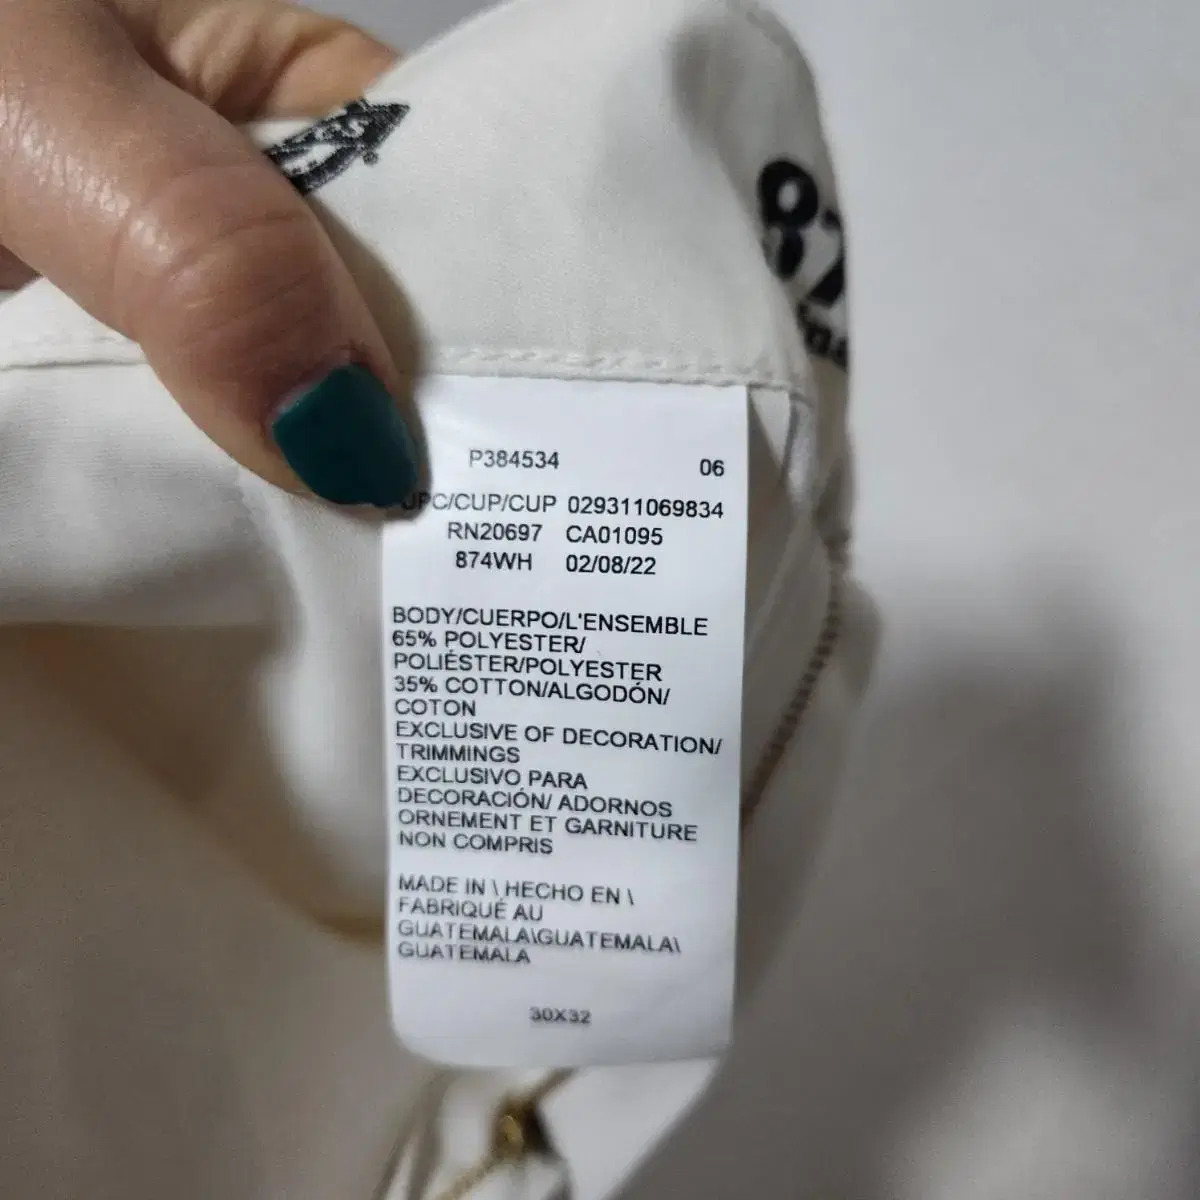 87
P384534 06
UPC/CUP/CUP 029311069834
RN20697 CA01095
874WH 02/08/22
BODY/CUERPO/L'ENSEMBLE
65% POLYESTER/
POLIÉSTER/POLYESTER
35% COTTON/ALGODÓN/
COTON
EXCLUSIVE OF DECORATION/
TRIMMINGS
EXCLUSIVO PARA
DECORACIÓN/ ADORNOS
ORNEMENT ET GARNITURE
NON COMPRIS
MADE IN \ HECHO EN \
FABRIQUÉ AU
GUATEMALA\GUATEMALA\
GUATEMALA
30X32